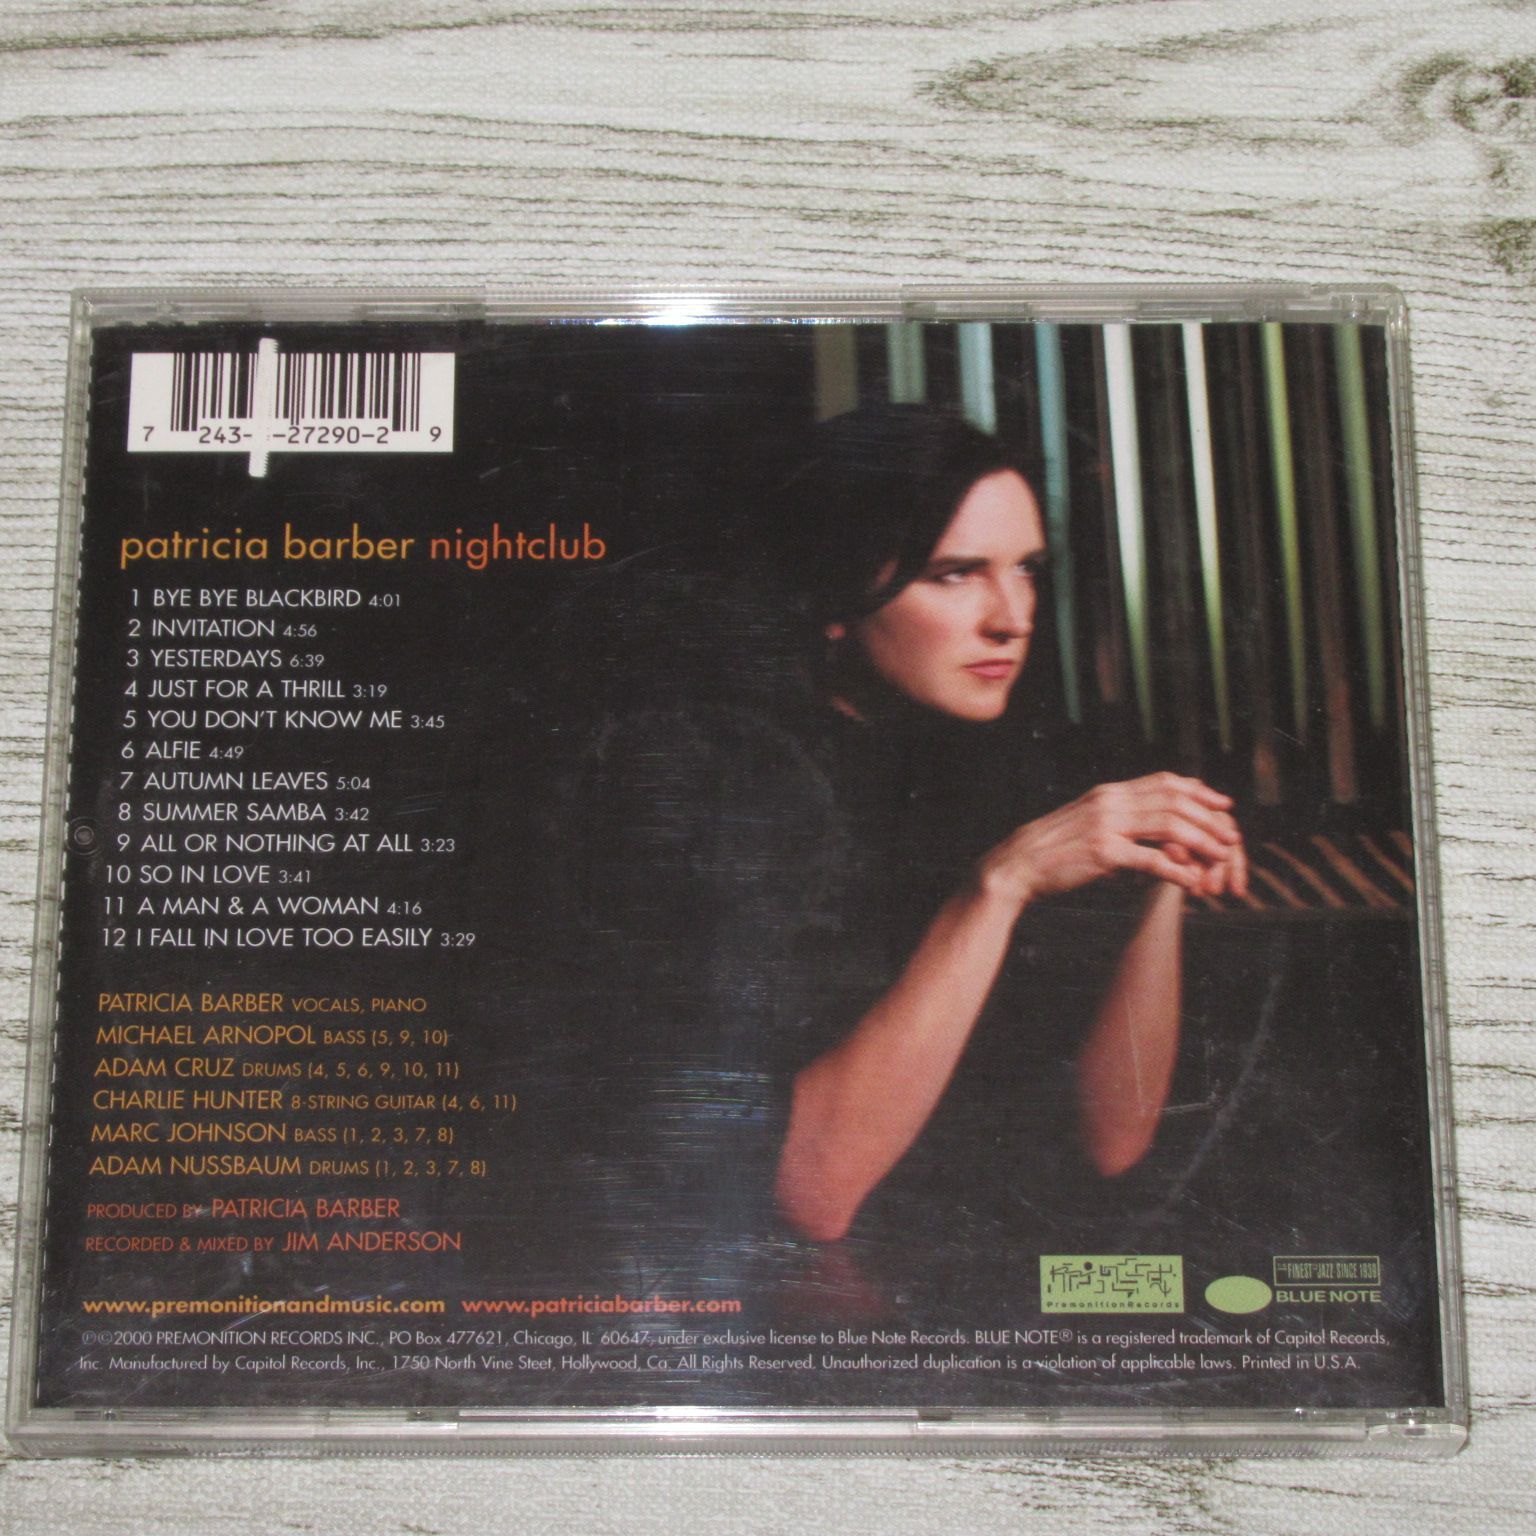 7 243- -27290-2 9
patricia barber nightclub
1 BYE BYE BLACKBIRD 4:01
2 INVITATION 4:56
3 YESTERDAYS 6:39
4 JUST FOR A THRILL 3:19
5 YOU DON'T KNOW ME 3:45
6 ALFIE 4:49
7 AUTUMN LEAVES 5:04
8 SUMMER SAMBA 3:42
9 ALL OR NOTHING AT ALL 3:23
10 SO IN LOVE 3:41
11 A MAN & A WOMAN 4:16
12 I FALL IN LOVE TOO EASILY 3:29
PATRICIA BARBER VOCALS, PIANO
MICHAEL ARNOPOL BASS (5, 9, 10)
ADAM CRUZ DRUMS (4, 5, 6, 9, 10, 11)
CHARLIE HUNTER 8-STRING GUITAR (4, 6, 11)
MARC JOHNSON BASS (1, 2, 3, 7, 8)
ADAM NUSSBAUM DRUMS (1, 2, 3, 7, 8)
PRODUCED BY PATRICIA BARBER
RECORDED & MIXED BY JIM ANDERSON
PremonitionRecords
FINEST JAZZ SINCE 1939
BLUE NOTE
www.premonitionandmusic.com www.patriciabarber.com
℗©2000 PREMONITION RECORDS INC., PO Box 477621, Chicago, IL 60647, under exclusive license to Blue Note Records. BLUE NOTE® is a registered trademark of Capitol Records,
Inc. Manufactured by Capitol Records, Inc., 1750 North Vine Steet, Hollywood, Ca. All Rights Reserved. Unauthorized duplication is a violation of applicable laws. Printed in U.S.A.